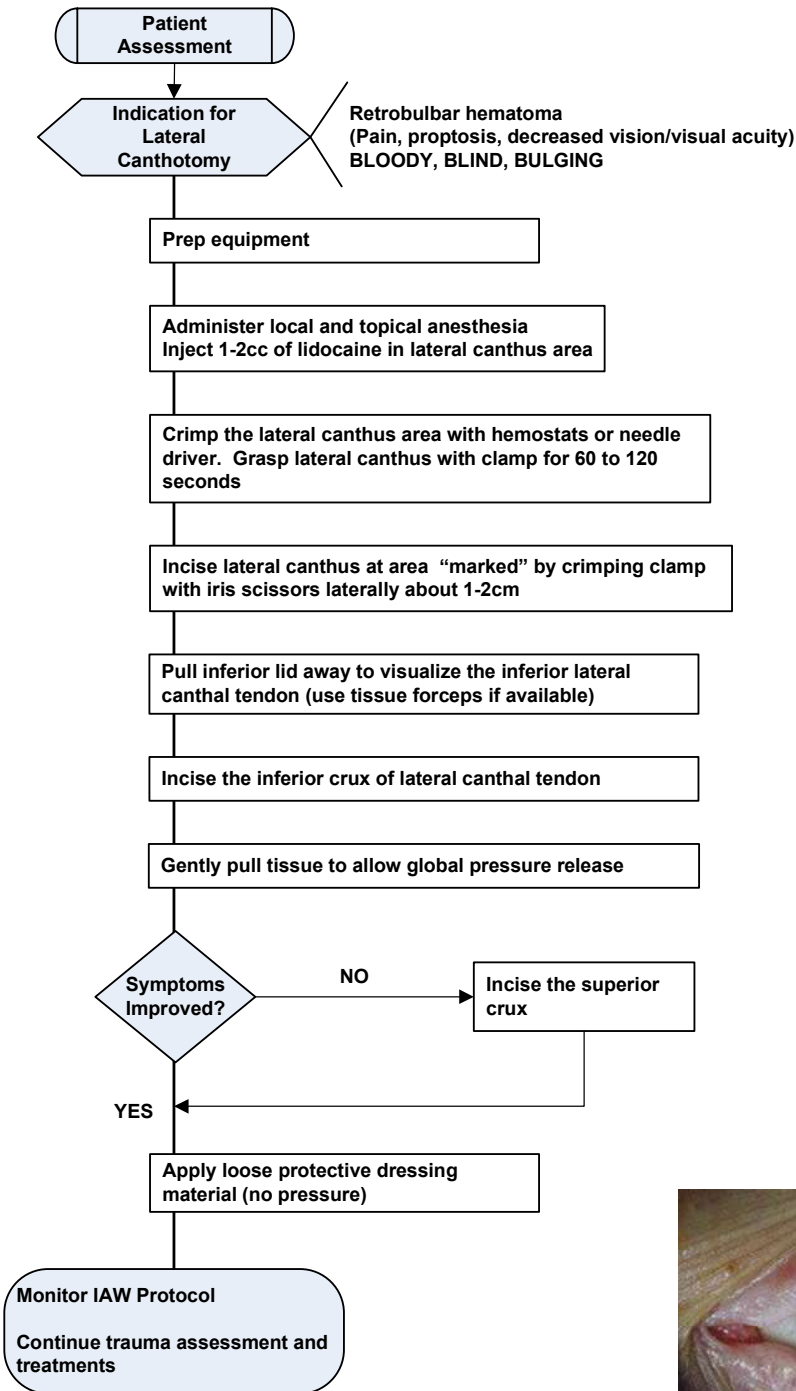 Patient
Assessment
Indication for
Lateral
Canthotomy
Retrobulbar hematoma
(Pain, proptosis, decreased vision/visual acuity)
BLOODY, BLIND, BULGING
Prep equipment
Administer local and topical anesthesia
Inject 1-2cc of lidocaine in lateral canthus area
Crimp the lateral canthus area with hemostats or needle
driver.  Grasp lateral canthus with clamp for 60 to 120
seconds
Incise lateral canthus at area  “marked” by crimping clamp
with iris scissors laterally about 1-2cm
Pull inferior lid away to visualize the inferior lateral
canthal tendon (use tissue forceps if available)
Incise the inferior crux of lateral canthal tendon
Gently pull tissue to allow global pressure release
Symptoms
Improved?
NO
Incise the superior
crux
YES
Apply loose protective dressing
material (no pressure)
Monitor IAW Protocol
Continue trauma assessment and
treatments